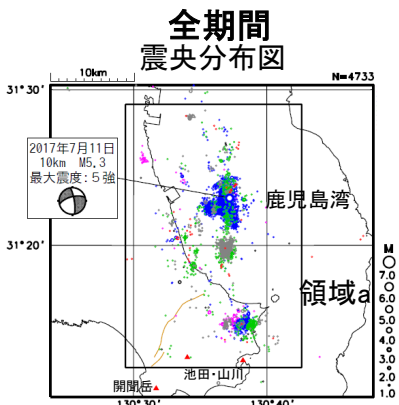 全期間
震央分布図
10km
N=4733
31°30'
2017年7月11日
10km M5.3
最大震度:5強
鹿児島湾
31°20'
領域a
M
7.0
6.0
5.0
4.0
3.0
2.0
1.0
池田・山川
開聞岳
130°30'
130°40'